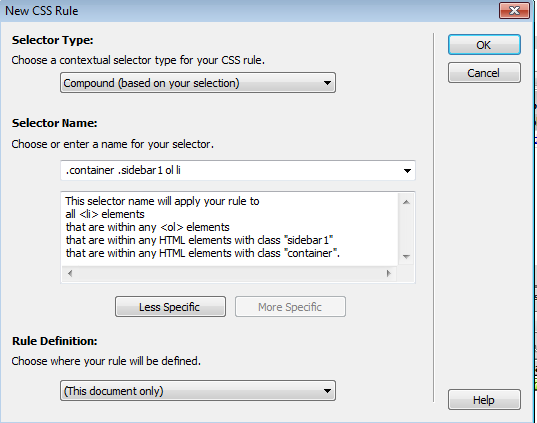 New CSS Rule
Selector Type:
Choose a contextual selector type for your CSS rule.
Compound (based on your selection)
Selector Name:
Choose or enter a name for your selector.
.container .sidebar1 ol li
This selector name will apply your rule to
all <li> elements
that are within any <ol> elements
that are within any HTML elements with class "sidebar1"
that are within any HTML elements with class "container".
Less Specific
More Specific
Rule Definition:
Choose where your rule will be defined.
(This document only)
OK
Cancel
Help